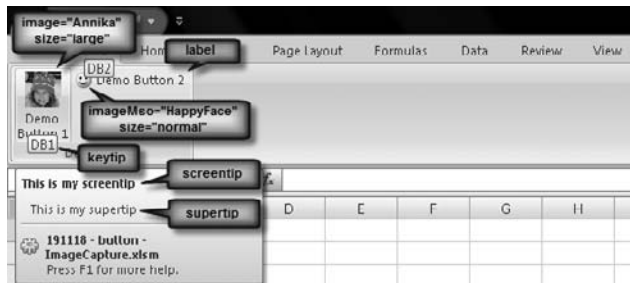 image="Annika"
size="large"
label
Page Layout
Formulas
Data
Review
View
DB2
Demo Button 2
Demo
Button 1
imageMso="HappyFace"
size="normal"
DB1
keytip
This is my screentip
screentip
This is my supertip
supertip
D E F G H
191118 - button -
ImageCapture.xlsm
Press F1 for more help.